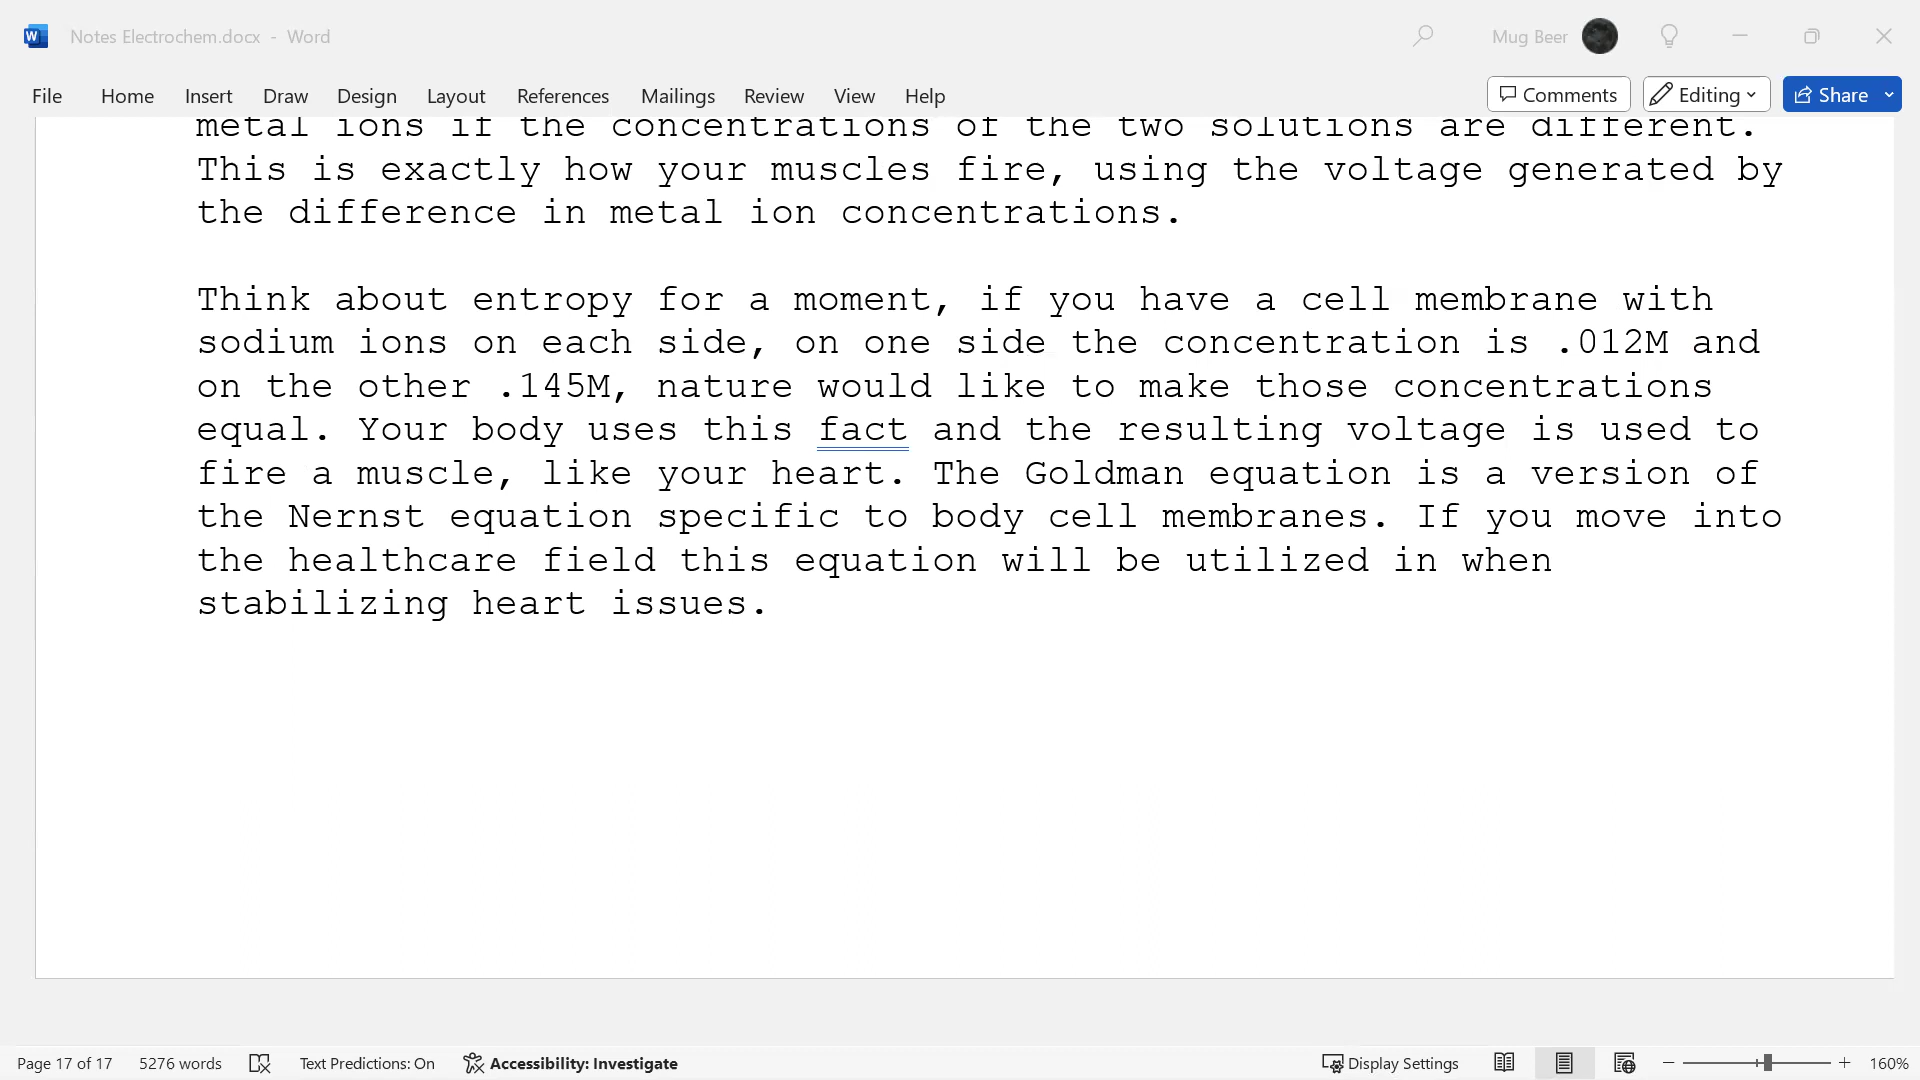 Notes Electrochem.docx - Word
Mug Beer
File Home Insert Draw Design Layout References Mailings Review View Help
Comments Editing Share
metal ions if the concentrations of the two solutions are different.
This is exactly how your muscles fire, using the voltage generated by
the difference in metal ion concentrations.
Think about entropy for a moment, if you have a cell membrane with
sodium ions on each side, on one side the concentration is .012M and
on the other .145M, nature would like to make those concentrations
equal. Your body uses this fact and the resulting voltage is used to
fire a muscle, like your heart. The Goldman equation is a version of
the Nernst equation specific to body cell membranes. If you move into
the healthcare field this equation will be utilized in when
stabilizing heart issues.
Page 17 of 17 5276 words Text Predictions: On Accessibility: Investigate Display Settings 160%